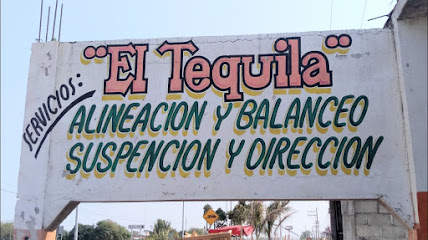 "El Tequila"
SERVICIOS:
ALINEACION Y BALANCEO
SUSPENCION Y DIRECCION